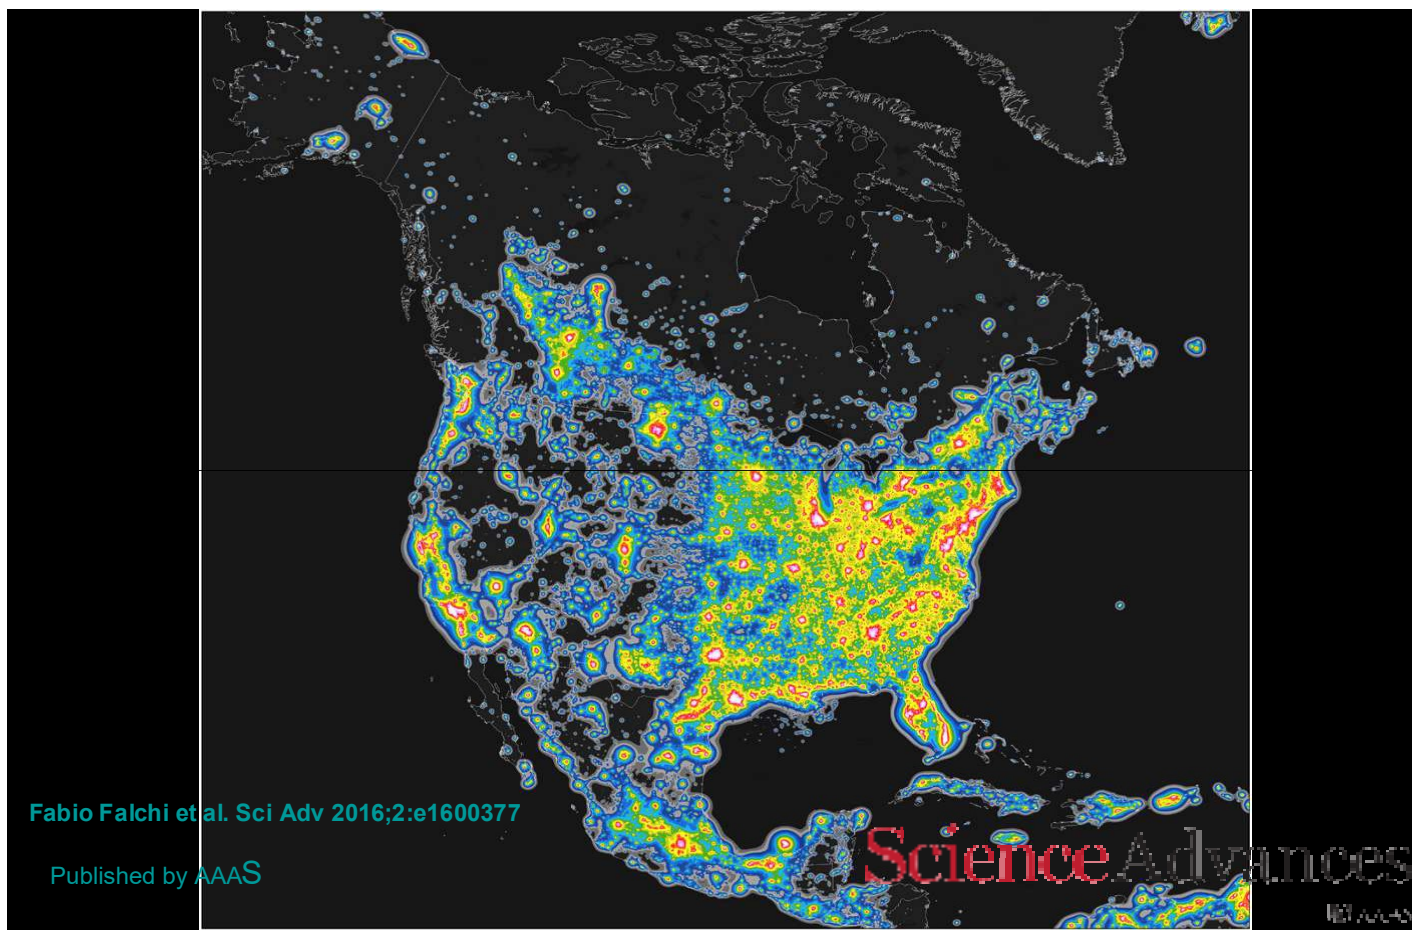 Fabio Falchi et al. Sci Adv 2016;2:e1600377
Published by AAAS
ScienceAdvances